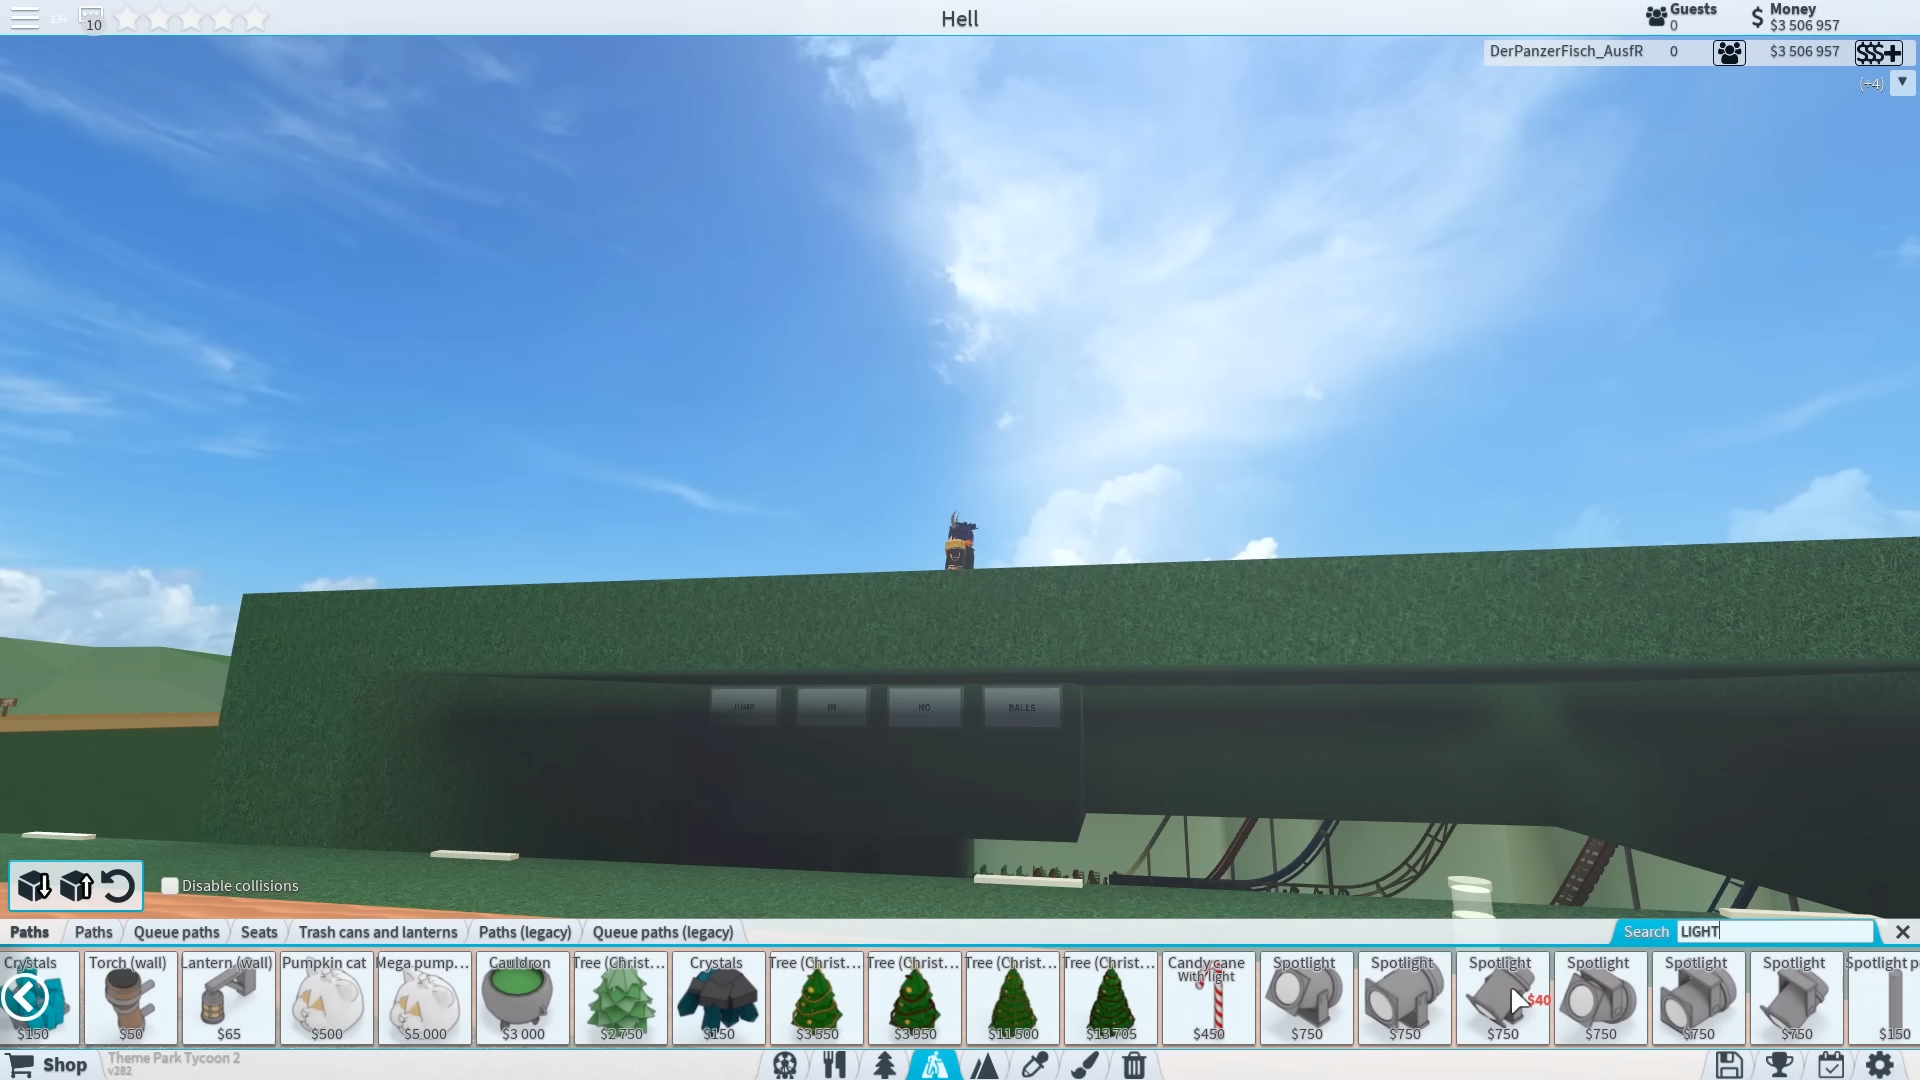 13+
10
Hell
Guests
0
Money
$3 506 957
DerPanzerFisch_AusfR 0 $3 506 957
(+4)
JUMP IN NO BALLS
Disable collisions
Paths Paths Queue paths Seats Trash cans and lanterns Paths (legacy) Queue paths (legacy)
Search LIGHT
Crystals Torch (wall) Lantern (wall) Pumpkin cat Mega pump... Cauldron Tree (Christ... Crystals Tree (Christ... Tree (Christ... Tree (Christ... Tree (Christ... Candy cane Spotlight Spotlight Spotlight Spotlight Spotlight Spotlight Spotlight p
With light
$40
$150 $50 $65 $500 $5 000 $3 000 $2 750 $150 $3 550 $3 950 $11 500 $13 705 $450 $750 $750 $750 $750 $750 $750 $150
Shop
Theme Park Tycoon 2
v282